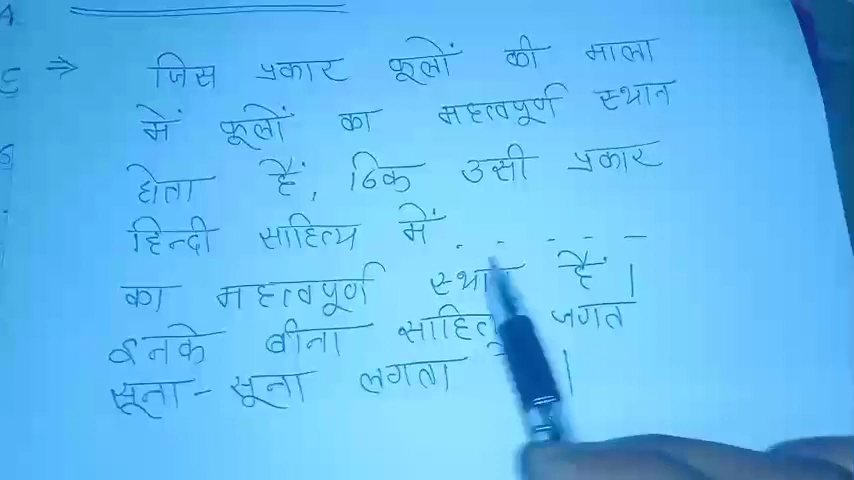 ⇒ जिस प्रकार फूलों की माला
में फूलों का महत्वपूर्ण स्थान
होता हैं, ठिक उसी प्रकार
हिन्दी साहित्य में - - - - -
का महत्वपूर्ण स्थान हैं।
इनके बीना साहित्य जगत
सूना - सूना लगता ।